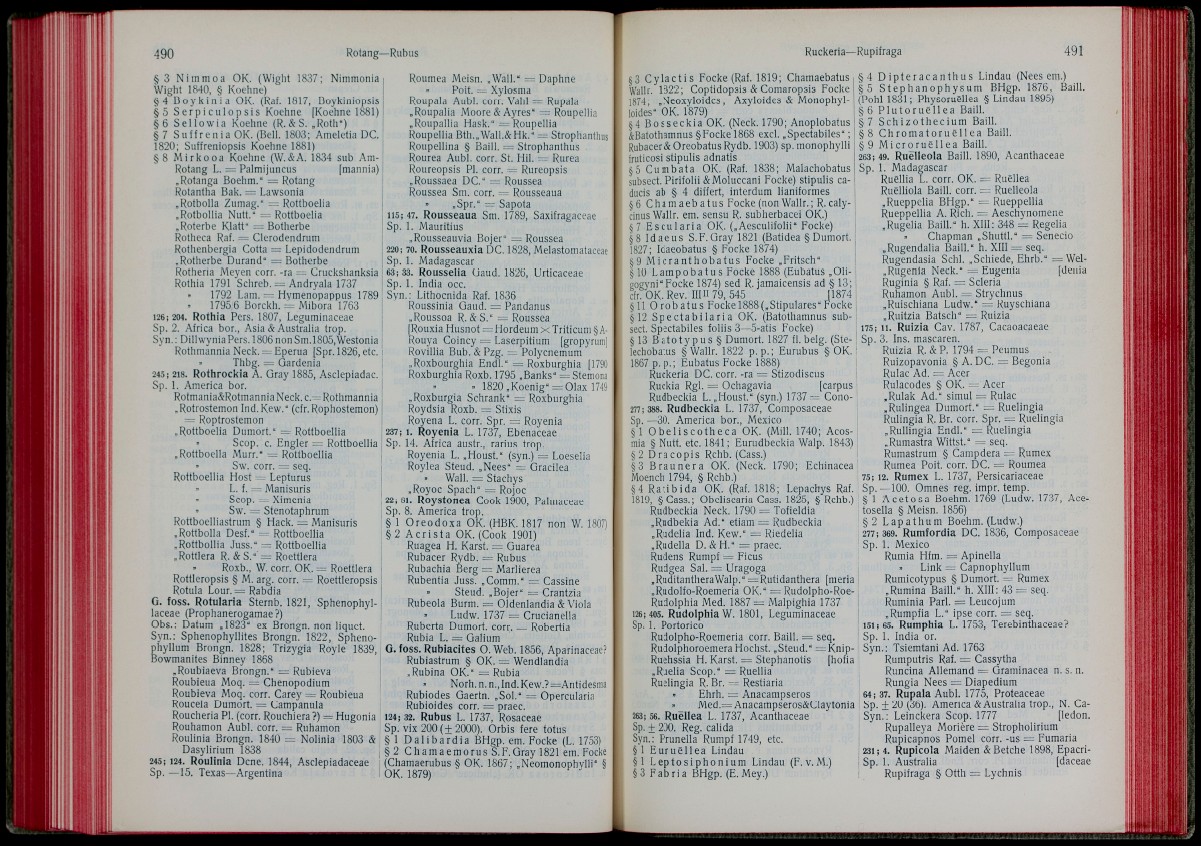 490
Rotang—Rubus
§ 3 Nimmoa OK. (Wight 1837; Nimmonia
Wight 1840, § Koehne)
§ 4 Boykinia OK. (Raf. 1817, Boykiniopsis
§ 5 Serpiculopsis Koehne [Koehne 1881)
§ 6 Sellowia Koehne (R. & S. „Roth“)
§ 7 Suffrenia OK. (Bell. 1803; Ameletia DC.
1820; Suffreniopsis Koehne 1881)
§ 8 Mirkooa Koehne (W. & A. 1834 sub Am-
Rotang L. = Palmijuncus [mannia)
„Rotanga Boehm.“ = Rotang
Rotantha Bak. = Lawsonia
„Rotbolla Zumag.“ = Rottboelia
„Rotbollia Nutt.“ = Rottboelia
„Roterbe Klatt“ = Botherbe
Rotheca Raf. = Clerodendrum
Rothenbergia Cotta = Lepidodendrum
„Rotherbe Durand“ = Botherbe
Rotheria Meyen corr. -ra = Cruckshanksia
Rothia 1791 Schreb. = Andryala 1737
" 1792 Lam. = Hymenopappus 1789
" 1795.6 Borckh. = Mibora 1763
126; 204. Rothia Pers. 1807, Leguminaceae
Sp. 2. Africa bor., Asia & Australia trop.
Syn.: Dillwynia Pers. 1806 non Sm. 1805, Westonia
Rothmannia Neck. = Eperua [Spr. 1826, etc.
" Thbg. = Gardenia
245; 218. Rothrockia A. Gray 1885, Asclepiadac.
Sp. 1. America bor.
Rotmania & Rotmannia Neck. c. = Rothmannia
„Rotrostemon Ind. Kew.“ (cfr. Rophostemon)
= Roptrostemon
„Rottboelia Dumort.“ = Rottboellia
" Scop. c. Engler = Rottboellia
„Rottboella Murr.“ = Rottboellia
" Sw. corr. = seq.
Rottboellia Host = Lepturus
" L. f. = Manisuris
" Scop. = Ximenia
" Sw. = Stenotaphrum
Rottboelliastrum § Hack. = Manisuris
„Rottbolla Desf.“ = Rottboellia
„Rottbollia Juss.“ = Rottboellia
„Rottlera R. & S.“ = Roettlera
" Roxb., W. corr. OK. = Roettlera
Rottleropsis § M. arg. corr. = Roettleropsis
Rotula Lour. = Rabdia
G. foss. Rotularia Sternb. 1821, Sphenophyl-
laceae (Prophanerogamae?)
Obs.: Datum „1823“ ex Brongn. non liquct.
Syn.: Sphenophyllites Brongn. 1822, Spheno-
phyllum Brongn. 1828; Trizygia Royle 1839,
Bowmanites Binney 1868
„Roubiaeva Brongn.“ = Rubieva
Roubieua Moq. = Chenopodium
Roubieva Moq. corr. Carey = Roubieua
Roucela Dumort. = Campanula
Roucheria Pl. (corr. Rouchiera?) = Hugonia
Rouhamon Aubl. corr. = Ruhamon
Roulinia Brongn. 1840 = Nolinia 1803 &
Dasylirium 1838
245; 124. Roulinia Dcne. 1844, Asclepiadaceae
Sp. —15. Texas—Argentina
Roumea Meisn. „Wall.“ = Daphne
" Poit. = Xylosma
Roupala Aubl. corr. Vahl = Rupala
„Roupalia Moore & Ayres“ = Roupellia
„Roupallia Hask.“ = Roupellia
Roupellia Bth. „Wall. & Hk.“ = Strophanthus
Roupellina § Baill. = Strophanthus
Rourea Aubl. corr. St. Hil. = Rurea
Roureopsis Pl. corr. = Rureopsis
„Roussaea DC.“ = Roussea
Roussea Sm. corr. = Rousseaua
" „Spr.“ = Sapota
115; 47. Rousseaua Sm. 1789, Saxifragaceae
Sp. 1. Mauritius
„Rousseauvia Bojer“ = Roussea
220; 70. Rousseauxia DC. 1828, Melastomataceae
Sp. 1. Madagascar
63; 33. Rousselia Gaud. 1826, Urticaceae
Sp. 1. India occ.
Syn.: Lithocnida Raf. 1836
Roussinia Gaud. = Pandanus
„Roussoa R. & S.“ = Roussea
[Rouxia Husnot = Hordeum × Triticum § A-
Rouya Coincy = Laserpitium [gropyrum]
Rovillia Bub. & Pzg. = Polycnemum
„Roxbourghia Endl.“ = Roxburghia [1790
Roxburghia Roxb. 1795 „Banks“ = Stemona
" " 1820 „Koenig“ = Olax 1749
„Roxburgia Schrank“ = Roxburghia
Roydsia Roxb. = Stixis
Royena L. corr. Spr. = Royenia
237; 1. Royenia L. 1737, Ebenaceae
Sp. 14. Africa austr., rarius trop.
Royenia L. „Houst.“ (syn.) = Loeselia
Roylea Steud. „Nees“ = Gracilea
" Wall. = Stachys
„Royoc Spach“ = Rojoc
22; 61. Roystonea Cook 1900, Palmaceae
Sp. 8. America trop.
§ 1 Oreodoxa OK. (HBK. 1817 non W. 1807)
§ 2 Acrista OK. (Cook 1901)
Ruagea H. Karst. = Guarea
Rubacer Rydb. = Rubus
Rubachia Berg = Marlierea
Rubentia Juss. „Comm.“ = Cassine
" Steud. „Bojer“ = Crantzia
Rubeola Burm. = Oldenlandia & Viola
" Ludw. 1737 = Crucianella
Ruberta Dumort. corr. = Robertia
Rubia L. = Galium
G. foss. Rubiacites O. Web. 1856, Aparinaceae?
Rubiastrum § OK. = Wendlandia
„Rubina OK.“ = Rubia
" Norh. n. n., Ind. Kew.? = Antidesma
Rubiodes Gaertn. „Sol.“ = Opercularia
Rubioides corr. = praec.
124; 32. Rubus L. 1737, Rosaceae
Sp. vix 200 (± 2000). Orbis fere totus
§ 1 Dalibardia BHgp. em. Focke (L. 1753)
§ 2 Chamaemorus S. F. Gray 1821 em. Focke
(Chamaerubus § OK. 1867; „Neomonophylli“ §
OK. 1879)
Ruckeria—Rupifraga
491
§ 3 Cylactis Focke (Raf. 1819; Chamaebatus
Wallr. 1322; Coptidopsis & Comaropsis Focke
1874; „Neoxyloides, Axyloides & Monophyl-
loides“ OK. 1879)
§ 4 Bosseckia OK. (Neck. 1790; Anoplobatus
& Batothamnus § Focke 1868 excl. „Spectabiles“;
Rubacer & Oreobatus Rydb. 1903) sp. monophylli
fruticosi stipulis adnatis
§ 5 Cumbata OK. (Raf. 1838; Malachobatus
subsect. Pirifolii & Moluccani Focke) stipulis ca-
ducis ab § 4 differt, interdum lianiformes
§ 6 Chamaebatus Focke (non Wallr.; R. caly-
cinus Wallr. em. sensu R. subherbacei OK.)
§ 7 Escularia OK. („Aesculifolii“ Focke)
§ 8 Idaeus S. F. Gray 1821 (Batidea § Dumort.
1827; Idaeobatus § Focke 1874)
§ 9 Micranthobatus Focke „Fritsch“
§ 10 Lampobatus Focke 1888 (Eubatus „Oli-
gogyni“ Focke 1874) sed R. jamaicensis ad § 13;
cfr. OK. Rev. III II 79, 545 [1874
§ 11 Orobatus Focke 1888 („Stipulares“ Focke
§ 12 Spectabilaria OK. (Batothamnus sub-
sect. Spectabiles foliis 3—5-atis Focke)
§ 13 Batotypus § Dumort. 1827 fl. belg. (Ste-
lechobatus § Wallr. 1822 p. p.; Eurubus § OK.
1867 p. p.; Eubatus Focke 1888)
Ruckeria DC. corr. -ra = Stizodiscus
Ruckia Rgl. = Ochagavia [carpus
Rudbeckia L. „Houst.“ (syn.) 1737 = Cono-
277; 388. Rudbeckia L. 1737, Composaceae
Sp. —30. America bor., Mexico
§ 1 Obeliscotheca OK. (Mill. 1740; Acos-
mia § Nutt. etc. 1841; Eurudbeckia Walp. 1843)
§ 2 Dracopis Rchb. (Cass.)
§ 3 Braunera OK. (Neck. 1790; Echinacea
Moench 1794, § Rchb.)
§ 4 Ratibida OK. (Raf. 1818; Lepachys Raf.
1819, § Cass.; Obeliscaria Cass. 1825, § Rchb.)
Rudbeckia Neck. 1790 = Tofieldia
„Rudbekia Ad.“ etiam = Rudbeckia
„Rudelia Ind. Kew.“ = Riedelia
„Rudella D. & H.“ = praec.
Rudens Rumpf = Ficus
Rudgea Sal. = Uragoga
„Ruditanthera Walp.“ = Rutidanthera [meria
„Rudolfo-Roemeria OK.“ = Rudolpho-Roe-
Rudolphia Med. 1887 = Malpighia 1737
126; 405. Rudolphia W. 1801, Leguminaceae
Sp. 1. Portorico
Rudolpho-Roemeria corr. Baill. = seq.
Rudolphoroemera Hochst. „Steud.“ = Knip-
Ruehssia H. Karst. = Stephanotis [hofia
„Ruelia Scop.“ = Ruellia
Ruelingia R. Br. = Restiaria
" Ehrh. = Anacampseros
" Med. = Anacampseros & Claytonia
263; 56. Ruëllea L. 1737, Acanthaceae
Sp. ± 200. Reg. calida
Syn.: Prunella Rumpf 1749, etc.
§ 1 Euruëllea Lindau
§ 1 Leptosiphonium Lindau (F. v. M.)
§ 3 Fabria BHgp. (E. Mey.)
§ 4 Dipteracanthus Lindau (Nees em.)
§ 5 Stephanophysum BHgp. 1876, Baill.
(Pohl 1831; Physoruëllea § Lindau 1895)
§ 6 Plutoruëllea Baill.
§ 7 Schizothecium Baill.
§ 8 Chromatoruëllea Baill.
§ 9 Microruëllea Baill.
263; 49. Ruëlleola Baill. 1890, Acanthaceae
Sp. 1. Madagascar
Ruëllia L. corr. OK. = Ruëllea
Ruëlliola Baill. corr. = Ruelleola
„Rueppelia BHgp.“ = Rueppellia
Rueppellia A. Rich. = Aeschynomene
„Rugelia Baill.“ h. XIII: 348 = Regelia
" Chapman „Shuttl.“ = Senecio
„Rugendalia Baill.“ h. XIII = seq.
Rugendasia Schl. „Schiede, Ehrb.“ = Wel-
„Rugenia Neck.“ = Eugenia [denia
Ruginia § Raf. = Scleria
Ruhamon Aubl. = Strychnus
„Ruischiana Ludw.“ = Ruyschiana
„Ruitzia Batsch“ = Ruizia
175; 11. Ruizia Cav. 1787, Cacaoacaeae
Sp. 3. Ins. mascaren.
Ruizia R. & P. 1794 = Peumus
Ruizopavonia § A. DC. = Begonia
Rulac Ad. = Acer
Rulacodes § OK. = Acer
„Rulak Ad.“ simul = Rulac
„Rulingea Dumort.“ = Ruelingia
Rulingia R. Br. corr. Spr. = Ruelingia
„Rullingia Endl.“ = Ruelingia
„Rumastra Wittst.“ = seq.
Rumastrum § Campdera = Rumex
Rumea Poit. corr. DC. = Roumea
75; 12. Rumex L. 1737, Persicariaceae
Sp. —100. Omnes reg. impr. temp.
§ 1 Acetosa Boehm. 1769 (Ludw. 1737, Ace-
tosella § Meisn. 1856)
§ 2 Lapathum Boehm. (Ludw.)
277; 369. Rumfordia DC. 1836, Composaceae
Sp. 1. Mexico
Rumia Hfm. = Apinella
" Link = Capnophyllum
Rumicotypus § Dumort. = Rumex
„Rumina Baill.“ h. XIII: 43 = seq.
Ruminia Parl. = Leucojum
„Rumpfia L.“ ipse corr. = seq.
151; 65. Rumphia L. 1753, Terebinthaceae?
Sp. 1. India or.
Syn.: Tsiemtani Ad. 1763
Rumputris Raf. = Cassytha
Runcina Allemand = Graminacea n. s. n.
Rungia Nees = Diapedium
64; 37. Rupala Aubl. 1775, Proteaceae
Sp. ± 20 (36). America & Australia trop., N. Ca-
Syn.: Leinckera Scop. 1777 [ledon.
Rupalleya Morière = Stropholirium
Rupicapnos Pomel corr. -us = Fumaria
231; 4. Rupicola Maiden & Betche 1898, Epacri-
Sp. 1. Australia [daceae
Rupifraga § Otth = Lychnis